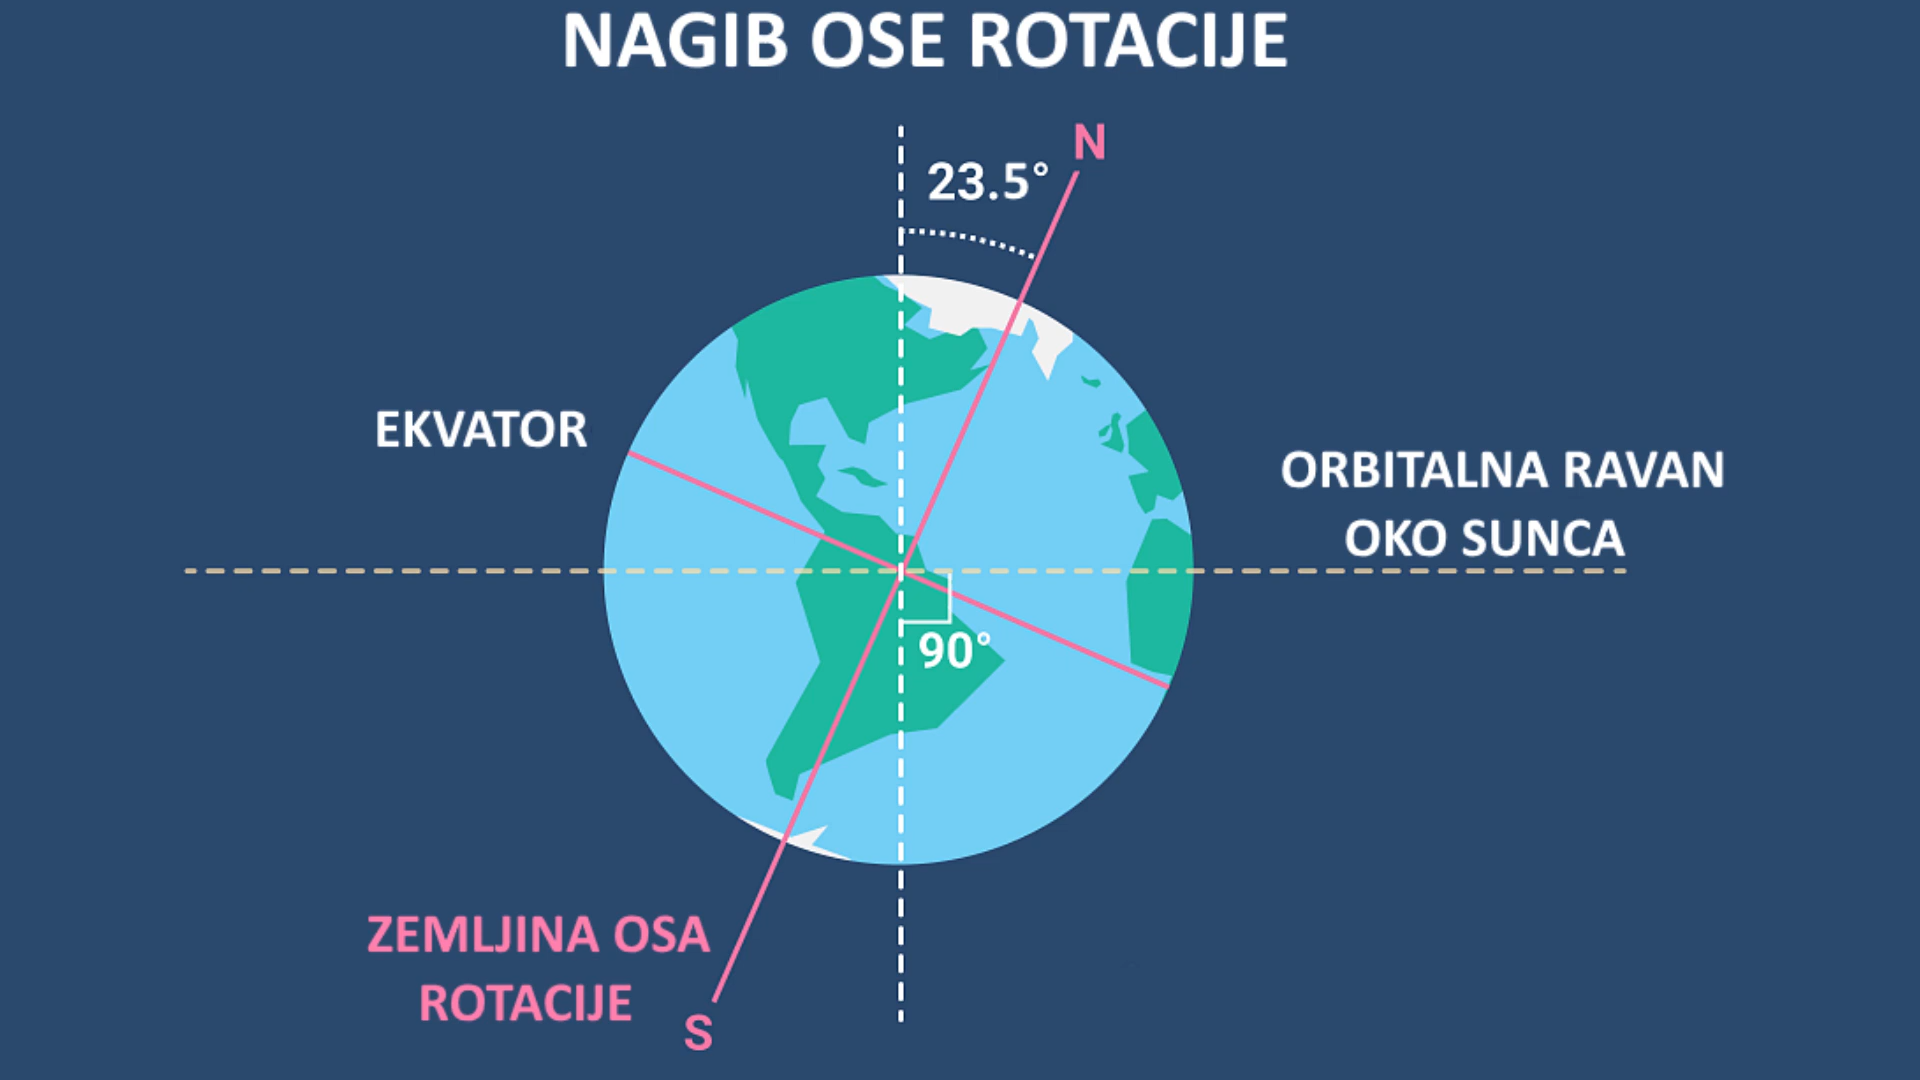 NAGIB OSE ROTACIJE
N
23.5°
EKVATOR
ORBITALNA RAVAN
OKO SUNCA
90°
ZEMLJINA OSA
ROTACIJE
S